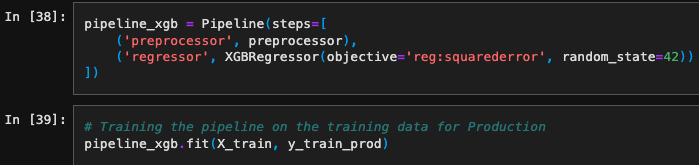 In [38]:
pipeline_xgb = Pipeline(steps=[
    ('preprocessor', preprocessor),
    ('regressor', XGBRegressor(objective='reg:squarederror', random_state=42))
])
In [39]:
# Training the pipeline on the training data for Production
pipeline_xgb.fit(X_train, y_train_prod)